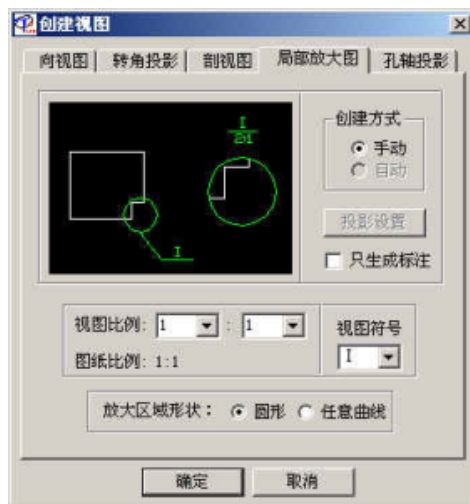 创建视图
向视图 转角投影 剖视图 局部放大图 孔轴投影
I
2:1
I
创建方式
手动
自动
投影设置
只生成标注
视图比例: 1 : 1
图纸比例: 1:1
视图符号
I
放大区域形状: 圆形 任意曲线
确定 取消